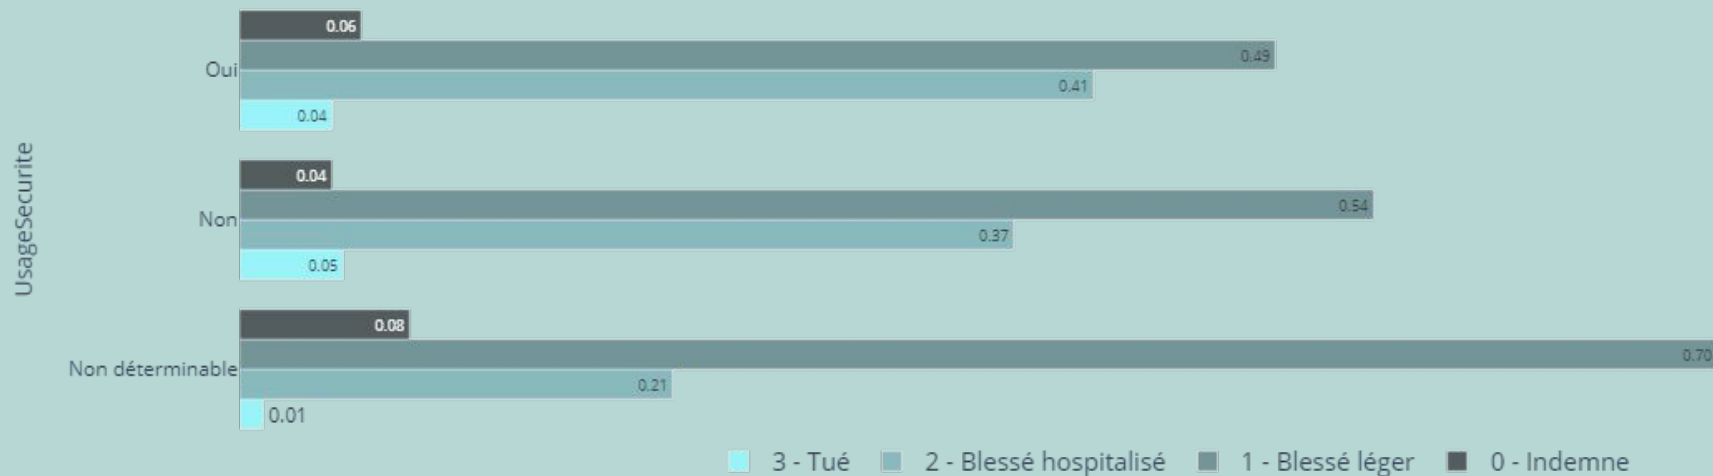 UsageSecurite
Oui
0.06
0.49
0.41
0.04
Non
0.04
0.54
0.37
0.05
Non déterminable
0.08
0.70
0.21
0.01
3 - Tué 2 - Blessé hospitalisé 1 - Blessé léger 0 - Indemne